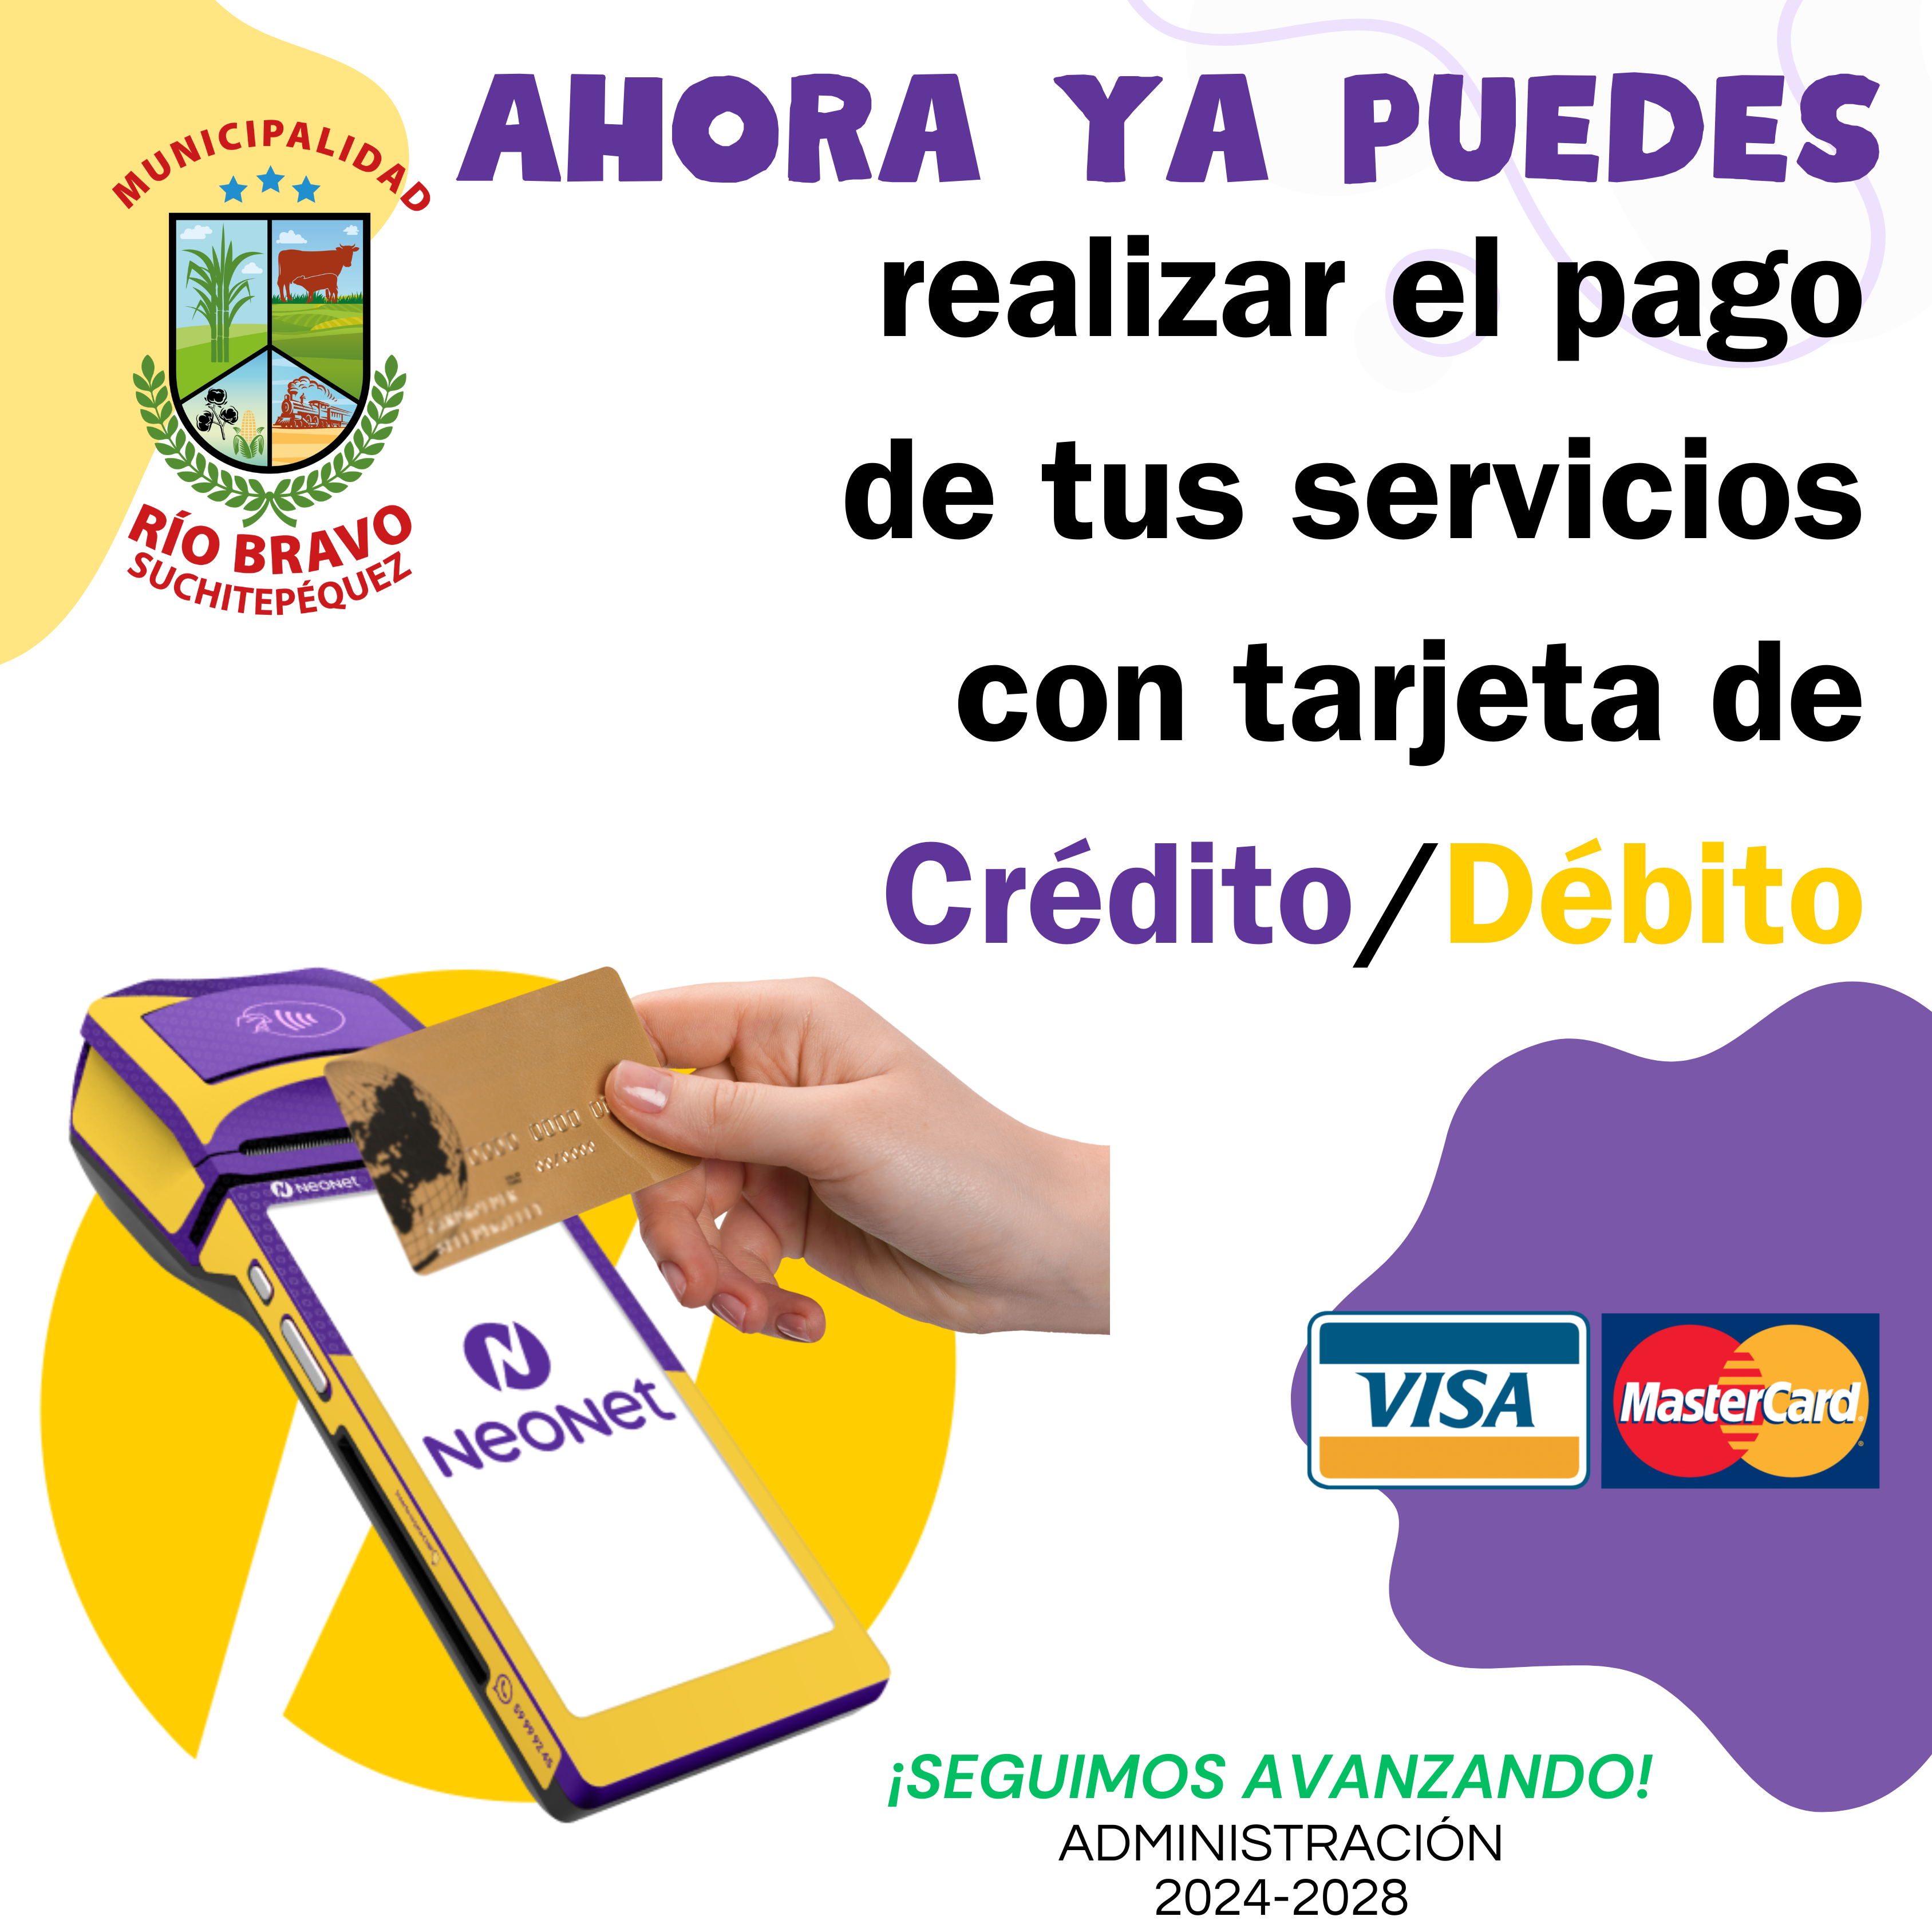 AHORA YA PUEDES
MUNICIPALIDAD
RÍO BRAVO
SUCHITEPÉQUEZ
realizar el pago
de tus servicios
con tarjeta de
Crédito/Débito
NeoNet
NeoNet
VISA
MasterCard
¡SEGUIMOS AVANZANDO!
ADMINISTRACIÓN
2024-2028